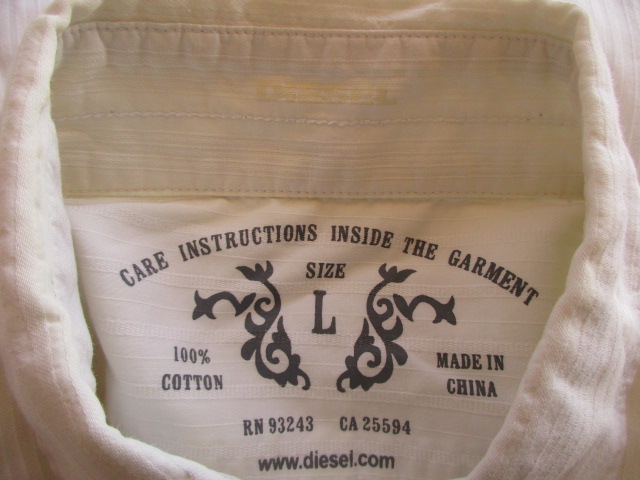 CARE INSTRUCTIONS INSIDE THE GARMENT
SIZE
L
100%
COTTON
MADE IN
CHINA
RN 93243 CA 25594
www.diesel.com